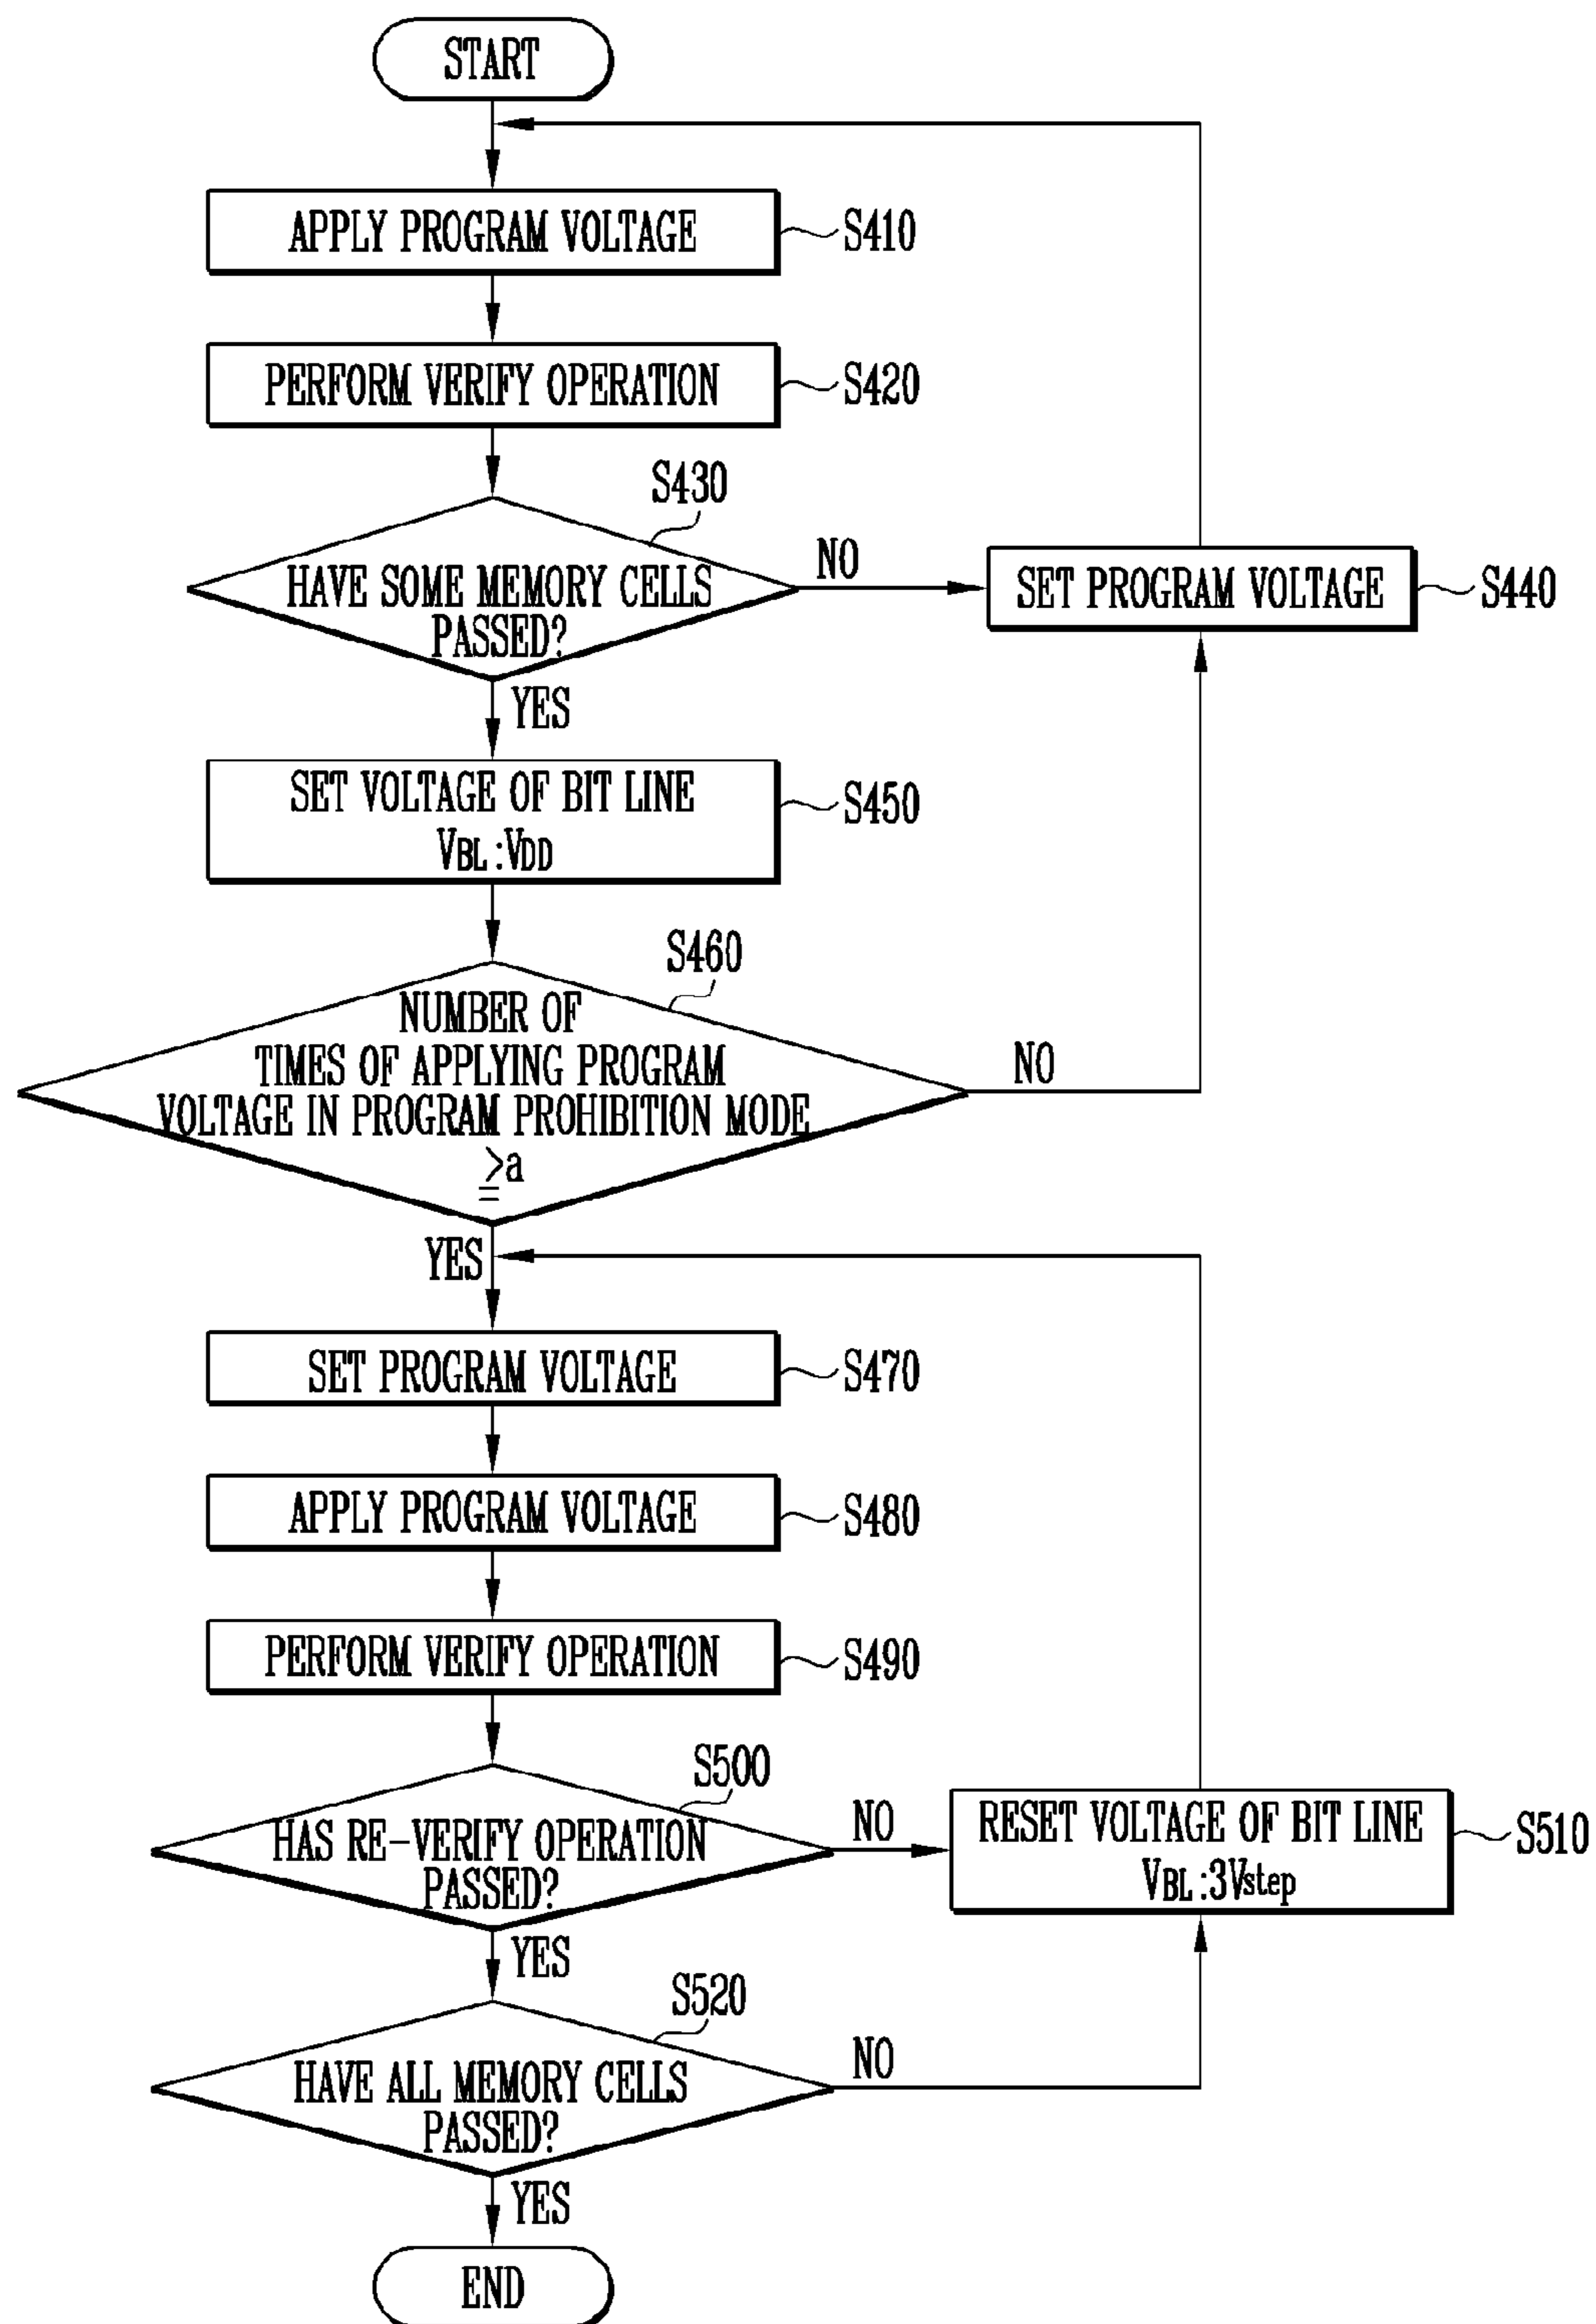 START
APPLY PROGRAM VOLTAGE
S410
PERFORM VERIFY OPERATION
S420
S430
HAVE SOME MEMORY CELLS
PASSED?
NO
SET PROGRAM VOLTAGE
S440
YES
SET VOLTAGE OF BIT LINE
VBL:VDD
S450
S460
NUMBER OF
TIMES OF APPLYING PROGRAM
VOLTAGE IN PROGRAM PROHIBITION MODE
≧a
NO
YES
SET PROGRAM VOLTAGE
S470
APPLY PROGRAM VOLTAGE
S480
PERFORM VERIFY OPERATION
S490
S500
HAS RE-VERIFY OPERATION
PASSED?
NO
RESET VOLTAGE OF BIT LINE
VBL:3Vstep
S510
YES
S520
HAVE ALL MEMORY CELLS
PASSED?
NO
YES
END